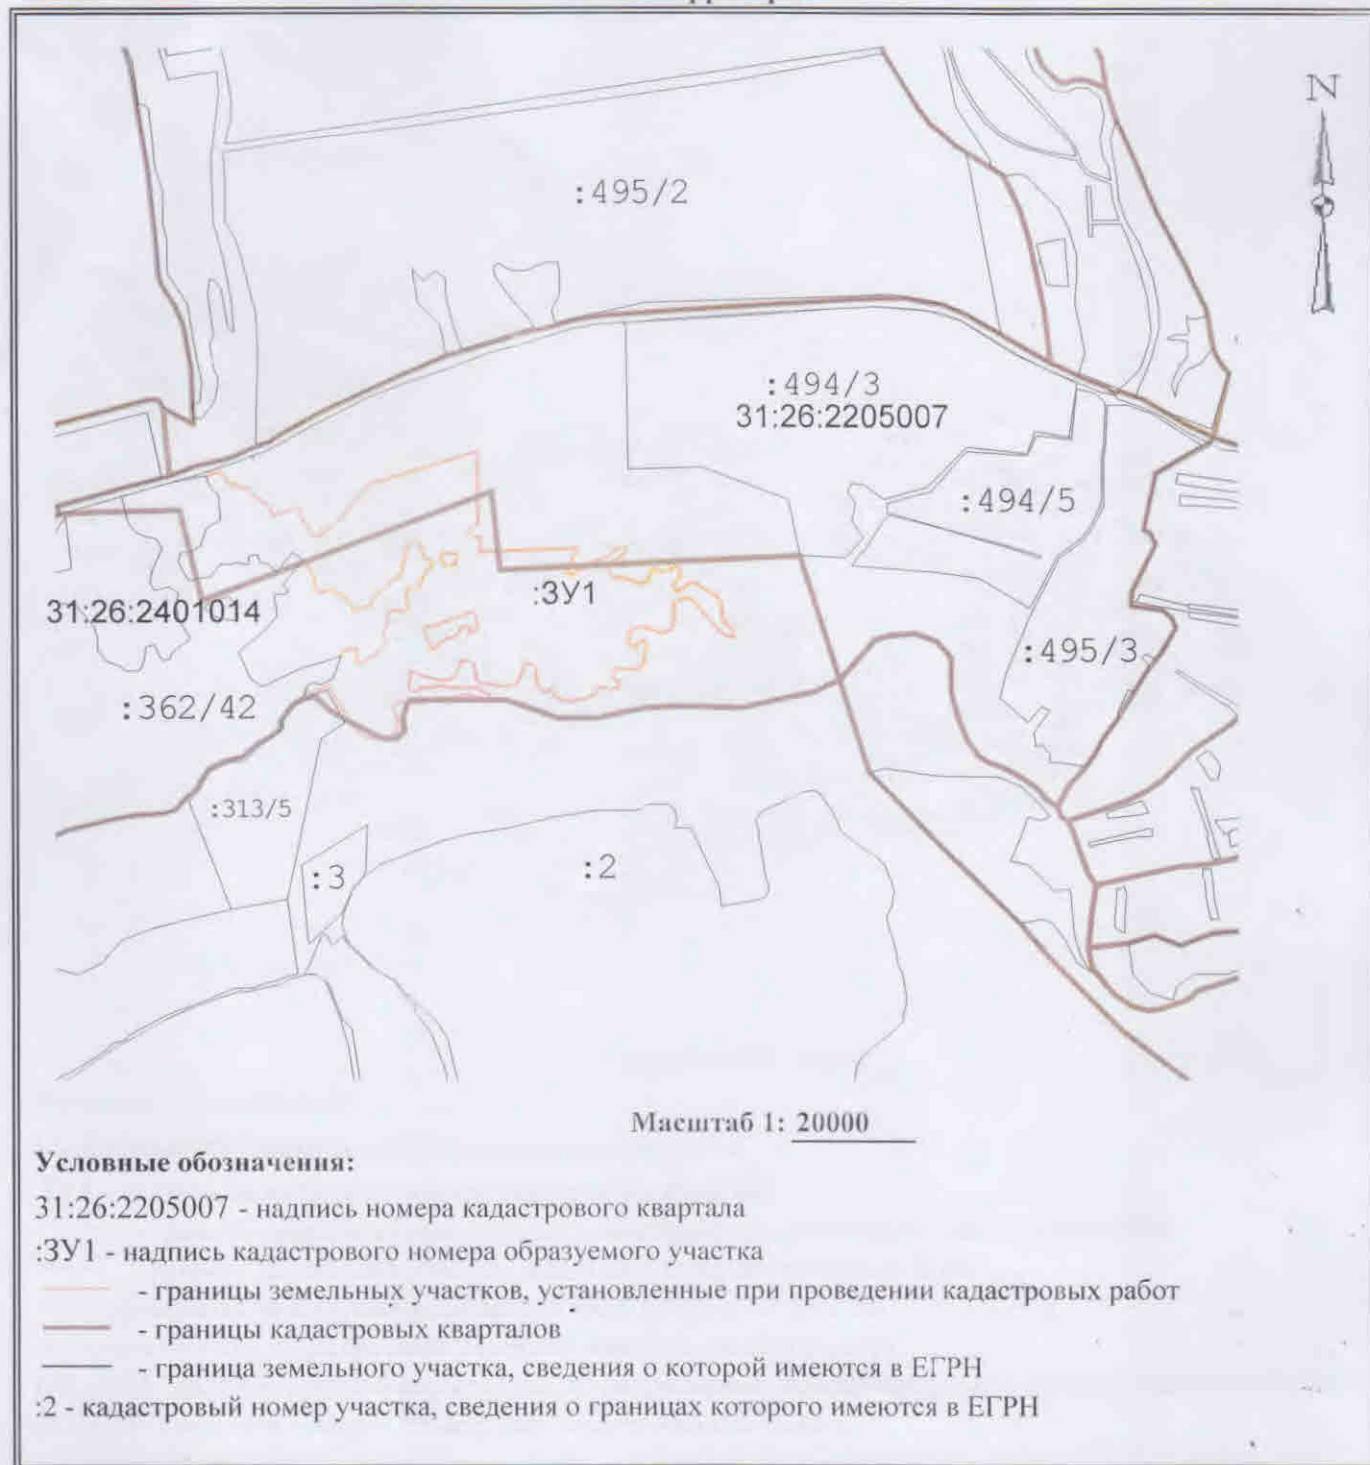 N
:495/2
:494/3
31:26:2205007
:494/5
:ЗУ1
31:26:2401014
:495/3
:362/42
:313/5
:3
:2
Масштаб 1: 20000
Условные обозначения:
31:26:2205007 - надпись номера кадастрового квартала
:ЗУ1 - надпись кадастрового номера образуемого участка
- границы земельных участков, установленные при проведении кадастровых работ
- границы кадастровых кварталов
- граница земельного участка, сведения о которой имеются в ЕГРН
:2 - кадастровый номер участка, сведения о границах которого имеются в ЕГРН